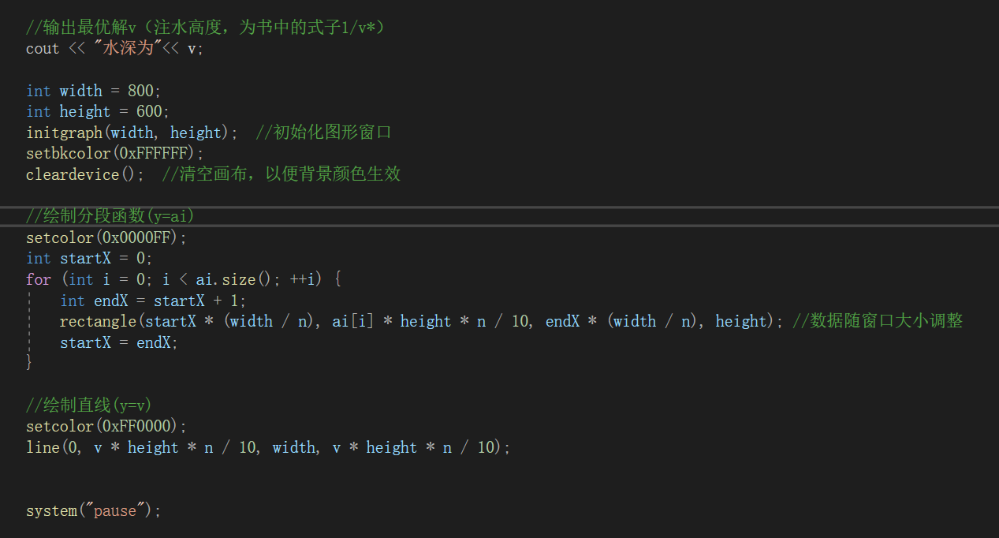 //输出最优解v（注水高度，为书中的式子1/v*）
cout << "水深为"<< v;
int width = 800;
int height = 600;
initgraph(width, height);  //初始化图形窗口
setbkcolor(0xFFFFFF);
cleardevice();  //清空画布，以便背景颜色生效
//绘制分段函数(y=ai)
setcolor(0x0000FF);
int startX = 0;
for (int i = 0; i < ai.size(); ++i) {
    int endX = startX + 1;
    rectangle(startX * (width / n), ai[i] * height * n / 10, endX * (width / n), height); //数据随窗口大小调整
    startX = endX;
}
//绘制直线(y=v)
setcolor(0xFF0000);
line(0, v * height * n / 10, width, v * height * n / 10);
system("pause");